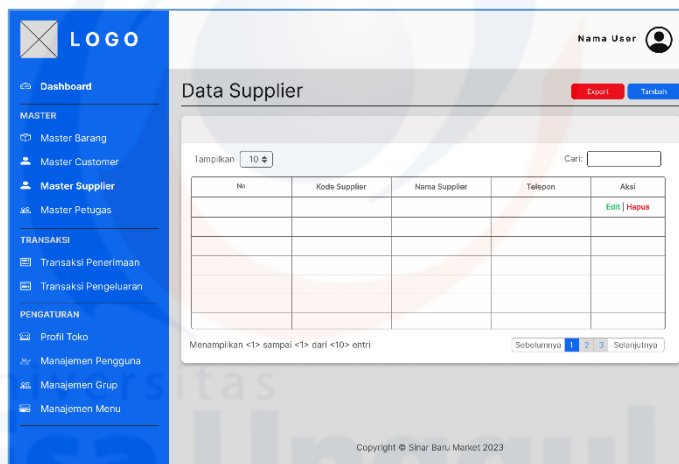 LOGO
Nama User
Dashboard
MASTER
Master Barang
Master Customer
Master Supplier
Master Petugas
TRANSAKSI
Transaksi Penerimaan
Transaksi Pengeluaran
PENGATURAN
Profil Toko
Manajemen Pengguna
Manajemen Grup
Manajemen Menu
Data Supplier
Export Tambah
Tampilkan 10 Cari:
No Kode Supplier Nama Supplier Telepon Aksi
Edit | Hapus
Menampilkan <1> sampai <1> dari <10> entri
Sebelumnya 1 2 3 Selanjutnya
Copyright © Sinar Baru Market 2023